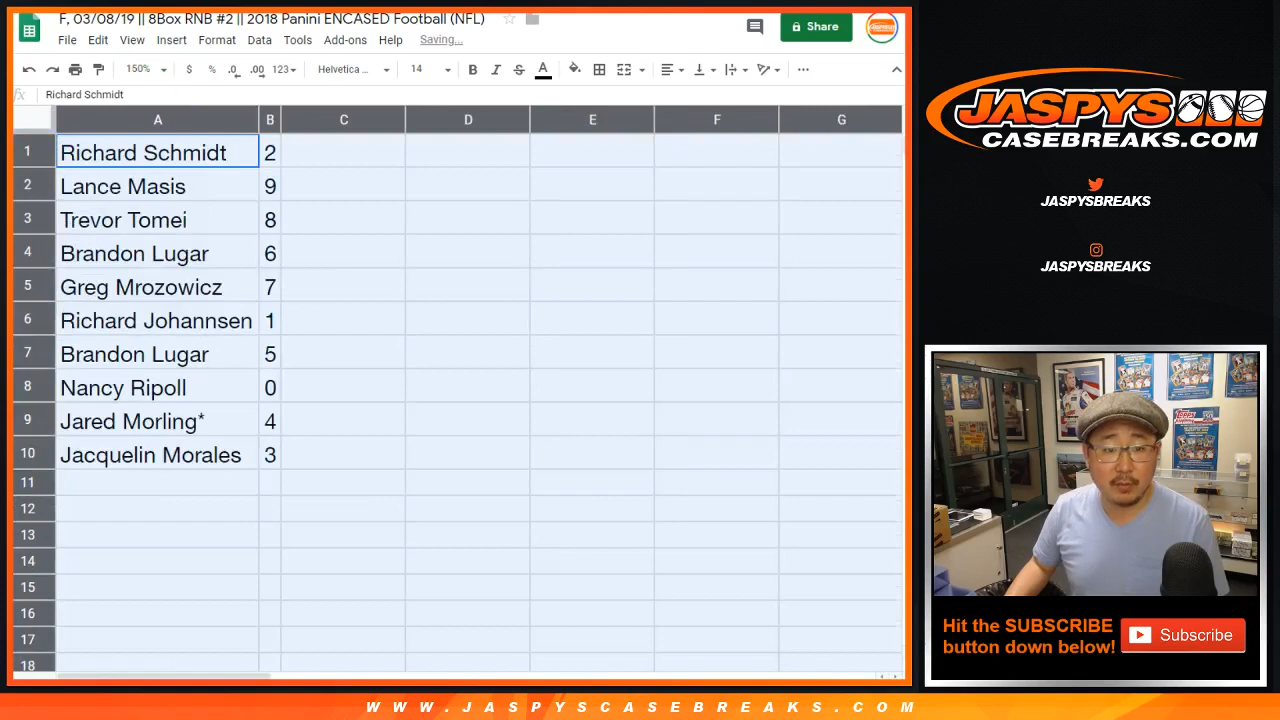 F, 03/08/19 || 8Box RNB #2 || 2018 Panini ENCASED Football (NFL)
Share
File Edit View Insert Format Data Tools Add-ons Help Saving...
150% $ % .0 .00 123 Helvetica ... 14 B I S A
fx Richard Schmidt
A B C D E F G
1 Richard Schmidt 2
2 Lance Masis 9
3 Trevor Tomei 8
4 Brandon Lugar 6
5 Greg Mrozowicz 7
6 Richard Johannsen 1
7 Brandon Lugar 5
8 Nancy Ripoll 0
9 Jared Morling* 4
10 Jacquelin Morales 3
11
12
13
14
15
16
17
18
JASPYS
CASEBREAKS.COM
JASPYSBREAKS
JASPYSBREAKS
TOPPS
Hit the SUBSCRIBE
button down below!
Subscribe
WWW.JASPYSCASEBREAKS.COM